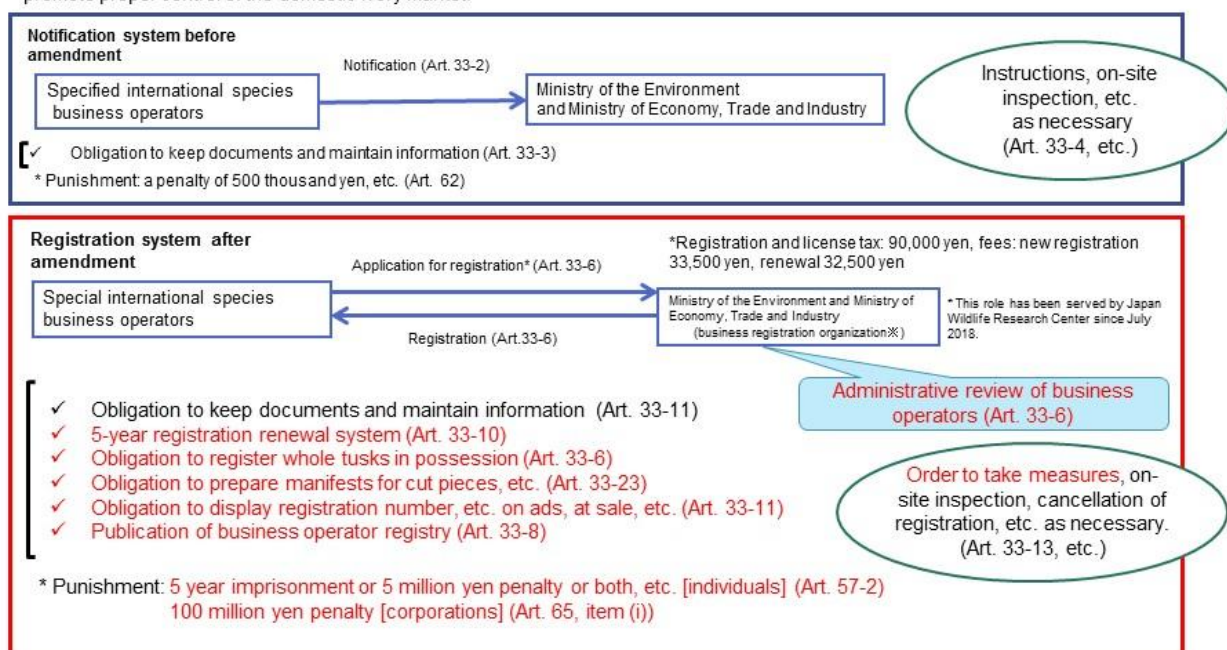 Notification system before
amendment
Notification (Art. 33-2)
Specified international species
business operators
Ministry of the Environment
and Ministry of Economy, Trade and Industry
Instructions, on-site
inspection, etc.
as necessary
(Art. 33-4, etc.)
✓ Obligation to keep documents and maintain information (Art. 33-3)
* Punishment: a penalty of 500 thousand yen, etc. (Art. 62)
Registration system after
amendment
Application for registration* (Art. 33-6)
*Registration and license tax: 90,000 yen, fees: new registration
33,500 yen, renewal 32,500 yen
Special international species
business operators
Ministry of the Environment and Ministry of
Economy, Trade and Industry
(business registration organization※)
* This role has been served by Japan
Wildlife Research Center since July
2018.
Registration (Art.33-6)
Administrative review of business
operators (Art. 33-6)
✓ Obligation to keep documents and maintain information (Art. 33-11)
✓ 5-year registration renewal system (Art. 33-10)
✓ Obligation to register whole tusks in possession (Art. 33-6)
✓ Obligation to prepare manifests for cut pieces, etc. (Art. 33-23)
✓ Obligation to display registration number, etc. on ads, at sale, etc. (Art. 33-11)
✓ Publication of business operator registry (Art. 33-8)
Order to take measures, on-
site inspection, cancellation of
registration, etc. as necessary.
(Art. 33-13, etc.)
* Punishment: 5 year imprisonment or 5 million yen penalty or both, etc. [individuals] (Art. 57-2)
100 million yen penalty [corporations] (Art. 65, item (i))